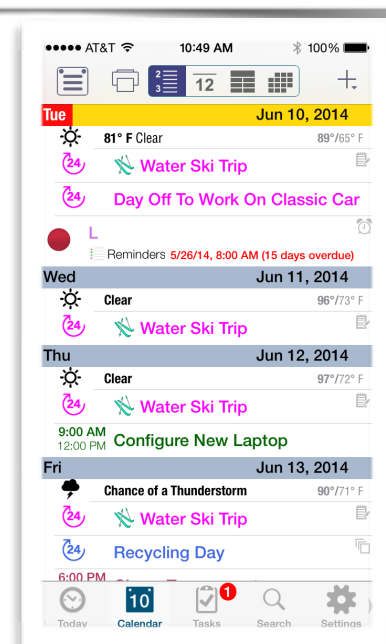 AT&T 10:49 AM 100%
2 3 12
Tue Jun 10, 2014
81° F Clear 89°/65° F
24 Water Ski Trip
24 Day Off To Work On Classic Car
L
Reminders 5/26/14, 8:00 AM (15 days overdue)
Wed Jun 11, 2014
Clear 96°/73° F
24 Water Ski Trip
Thu Jun 12, 2014
Clear 97°/72° F
24 Water Ski Trip
9:00 AM
12:00 PM Configure New Laptop
Fri Jun 13, 2014
Chance of a Thunderstorm 90°/71° F
24 Water Ski Trip
24 Recycling Day
6:00 PM
10 1
Today Calendar Tasks Search Settings